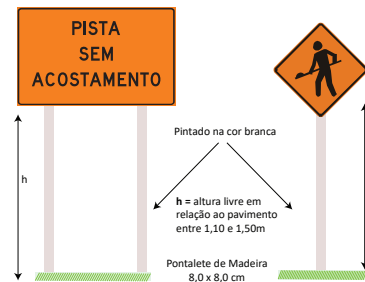 PISTA
SEM
ACOSTAMENTO
Pintado na cor branca
h
h = altura livre em
relação ao pavimento
entre 1,10 e 1,50m
Pontalete de Madeira
8,0 x 8,0 cm